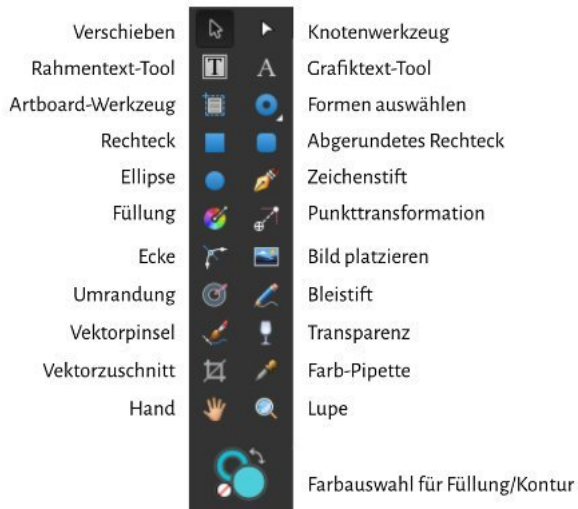 Verschieben Knotenwerkzeug
Rahmentext-Tool T A Grafiktext-Tool
Artboard-Werkzeug Formen auswählen
Rechteck Abgerundetes Rechteck
Ellipse Zeichenstift
Füllung Punkttransformation
Ecke Bild platzieren
Umrandung Bleistift
Vektorpinsel Transparenz
Vektorzuschnitt Farb-Pipette
Hand Lupe
Farbauswahl für Füllung/Kontur